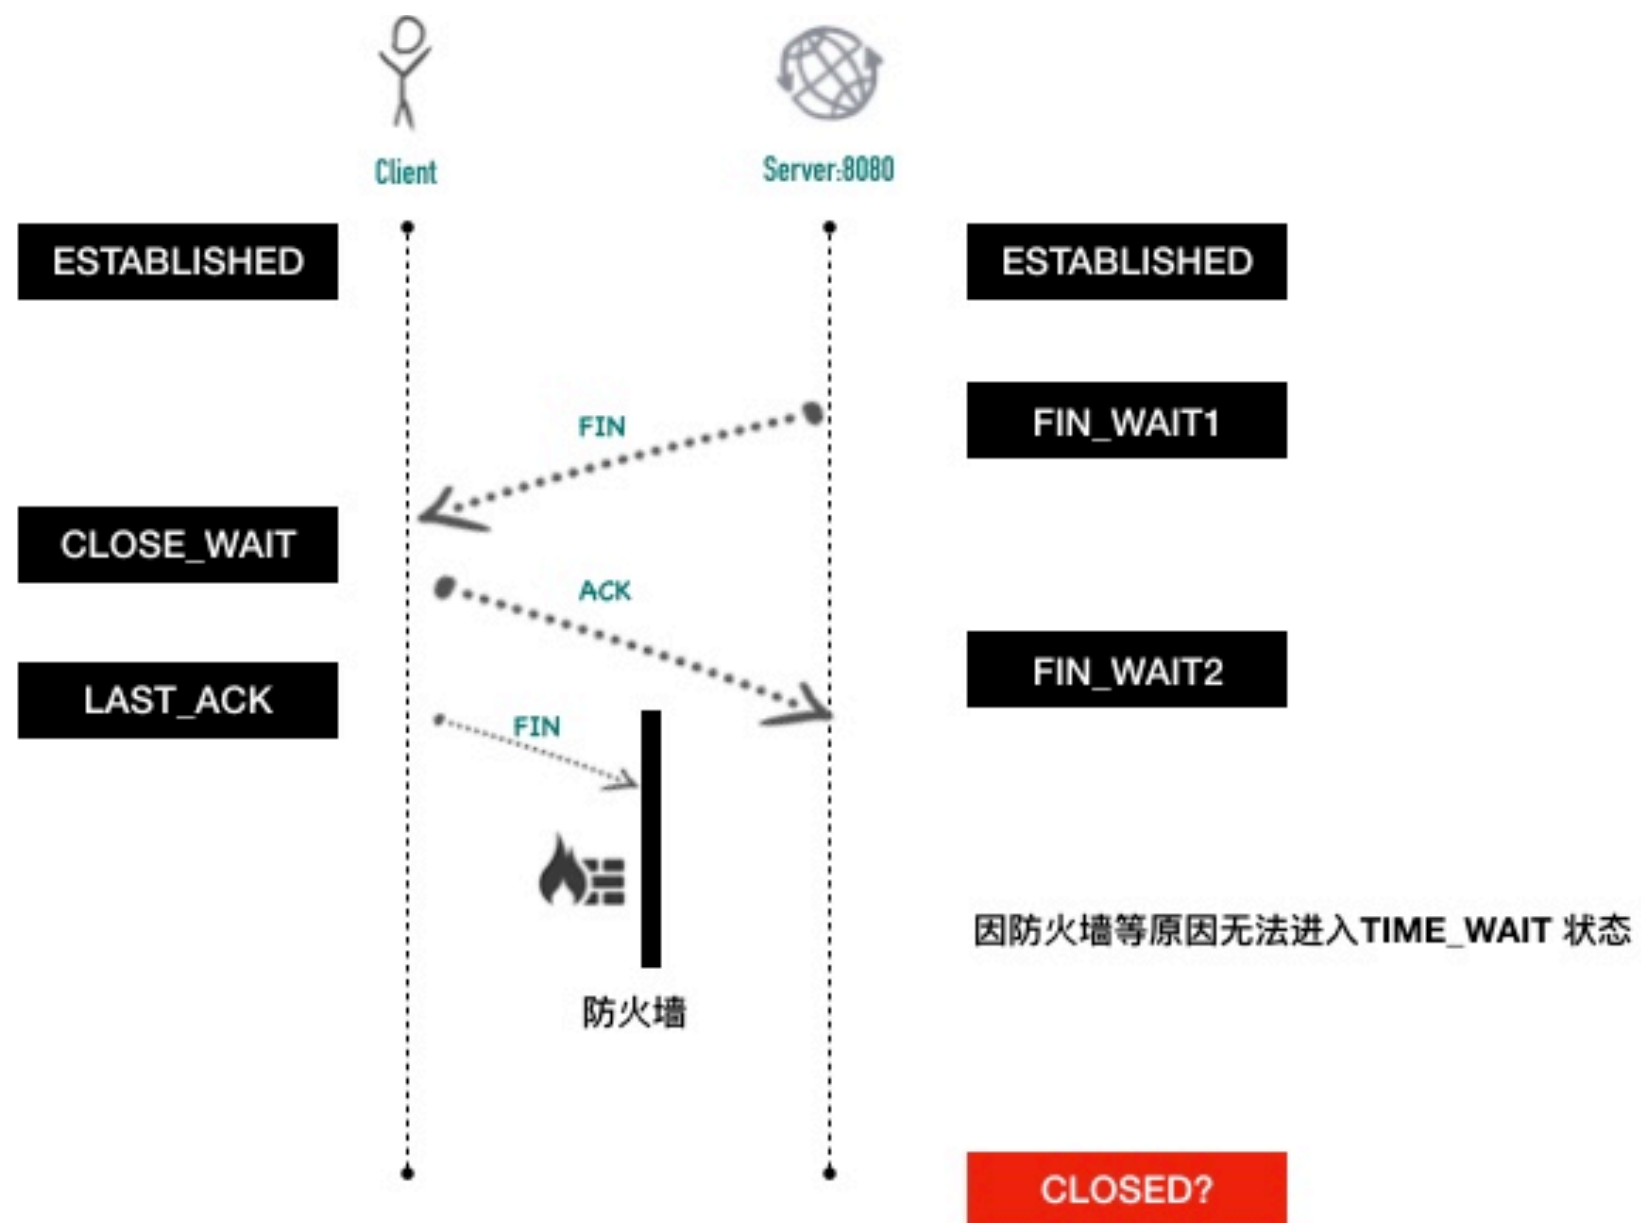 Client
Server:8080
ESTABLISHED
ESTABLISHED
FIN
FIN_WAIT1
CLOSE_WAIT
ACK
FIN_WAIT2
LAST_ACK
FIN
因防火墙等原因无法进入TIME_WAIT 状态
防火墙
CLOSED?